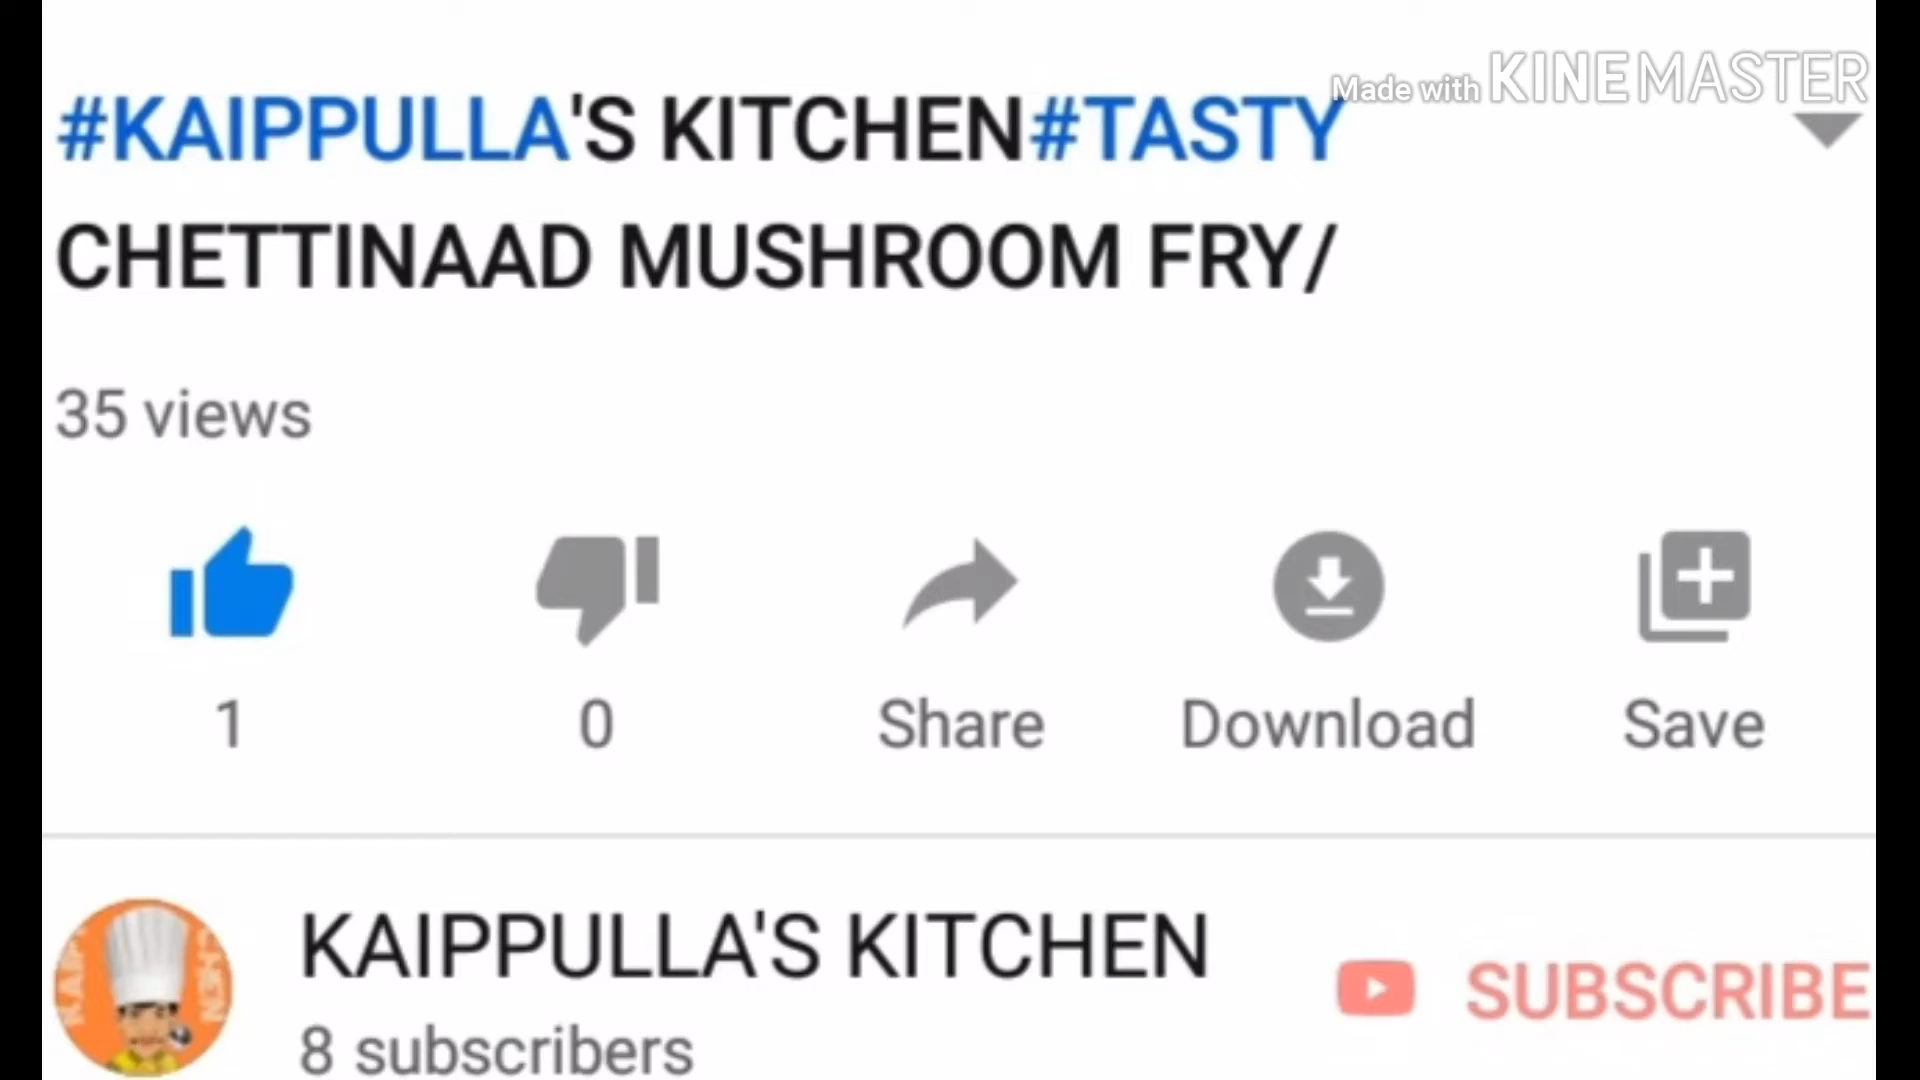 Made with KINEMASTER
#KAIPPULLA'S KITCHEN#TASTY
CHETTINAAD MUSHROOM FRY/
35 views
1
0
Share
Download
Save
KAIPPULLA'S KITCHEN
SUBSCRIBE
8 subscribers